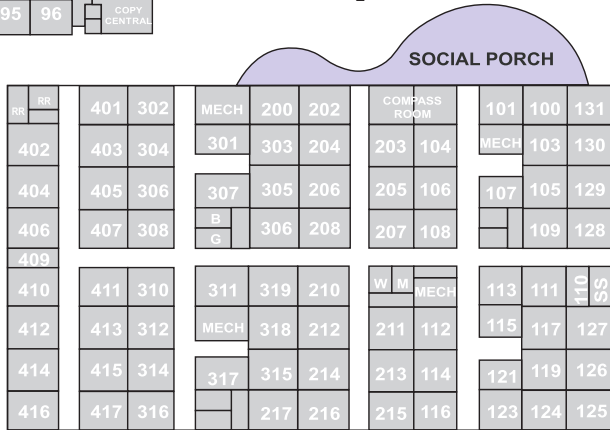 95 96 COPY
CENTRAL
SOCIAL PORCH
RR RR 401 302 MECH 200 202 COMPASS
ROOM 101 100 131
402 403 304 301 303 204 203 104 MECH 103 130
404 405 306 307 305 206 205 106 107 105 129
406 407 308 B
G 306 208 207 108 109 128
409
410 411 310 311 319 210 W M MECH 113 111 110 SS
412 413 312 MECH 318 212 211 112 115 117 127
414 415 314 317 315 214 213 114 121 119 126
416 417 316 217 216 215 116 123 124 125